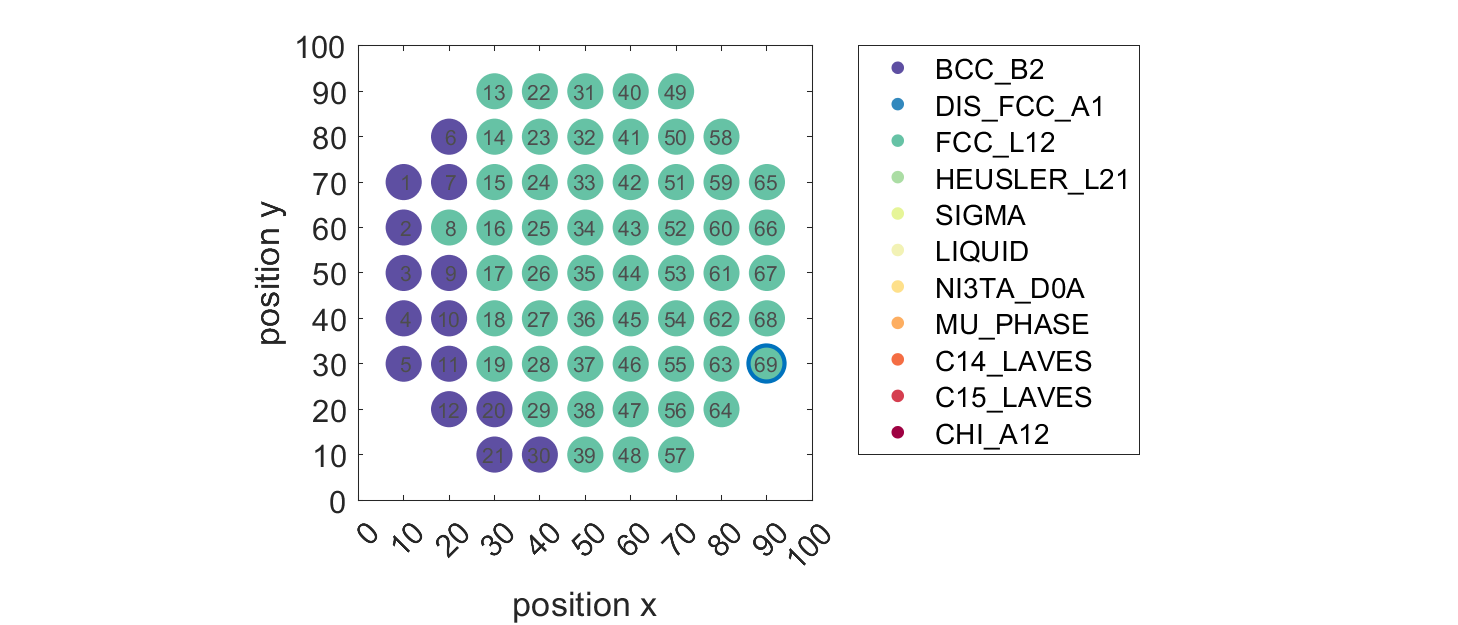 100
90 13 22 31 40 49
80 6 14 23 32 41 50 58
70 1 7 15 24 33 42 51 59 65
60 2 8 16 25 34 43 52 60 66
50 3 9 17 26 35 44 53 61 67
40 4 10 18 27 36 45 54 62 68
30 5 11 19 28 37 46 55 63 69
20 12 20 29 38 47 56 64
10 21 30 39 48 57
0
position y
0 10 20 30 40 50 60 70 80 90 100
position x
BCC_B2
DIS_FCC_A1
FCC_L12
HEUSLER_L21
SIGMA
LIQUID
NI3TA_D0A
MU_PHASE
C14_LAVES
C15_LAVES
CHI_A12